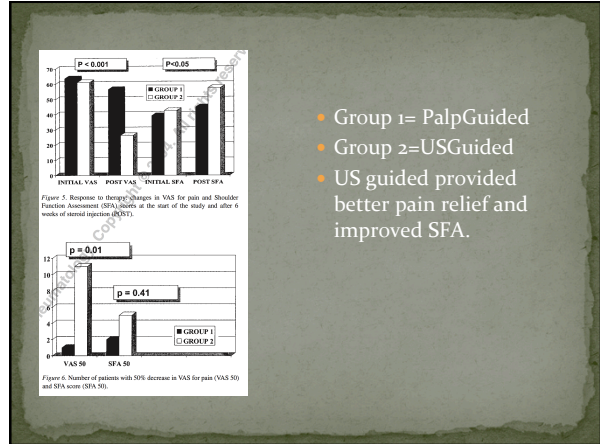 P < 0.001
P<0.05
70
60
50
40
30
20
10
0
GROUP 1
GROUP 2
INITIAL VAS POST VAS INITIAL SFA POST SFA
Figure 5. Response to therapy: changes in VAS for pain and Shoulder
Function Assessment (SFA) scores at the start of the study and after 6
weeks of steroid injection (POST).
p = 0.01
p = 0.41
12
10
8
6
4
2
0
GROUP 1
GROUP 2
VAS 50 SFA 50
Figure 6. Number of patients with 50% decrease in VAS for pain (VAS 50)
and SFA score (SFA 50).
Copyright © 2004. All rights reserv
• Group 1= PalpGuided
• Group 2=USGuided
• US guided provided
better pain relief and
improved SFA.